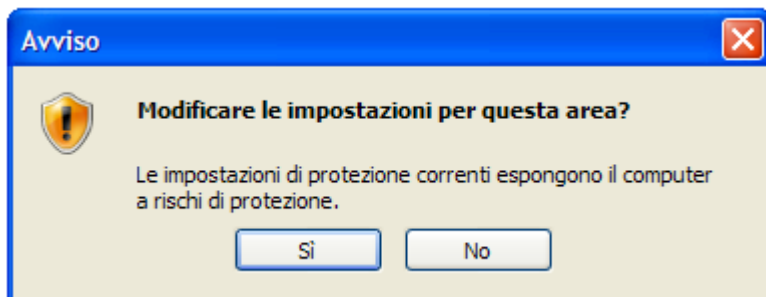 Avviso
Modificare le impostazioni per questa area?
Le impostazioni di protezione correnti espongono il computer
a rischi di protezione.
Sì
No